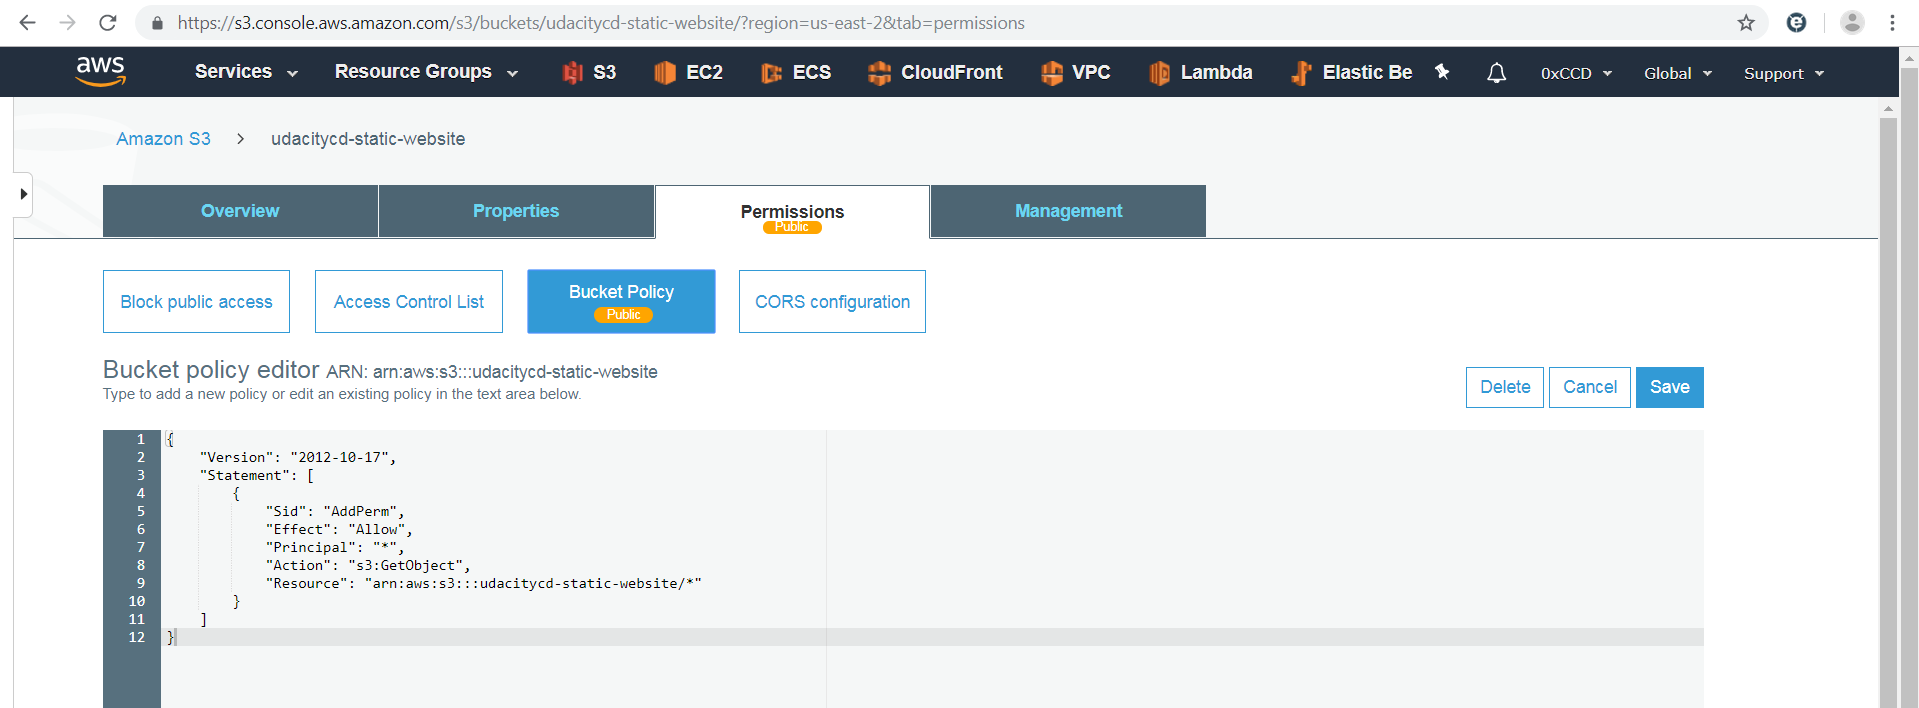 https://s3.console.aws.amazon.com/s3/buckets/udacitycd-static-website/?region=us-east-2&tab=permissions
aws Services Resource Groups S3 EC2 ECS CloudFront VPC Lambda Elastic Be 0xCCD Global Support
Amazon S3 > udacitycd-static-website
Overview Properties Permissions Management
Public
Block public access Access Control List Bucket Policy CORS configuration
Public
Bucket policy editor ARN: arn:aws:s3:::udacitycd-static-website
Type to add a new policy or edit an existing policy in the text area below.
Delete Cancel Save
1 {
2 "Version": "2012-10-17",
3 "Statement": [
4 {
5 "Sid": "AddPerm",
6 "Effect": "Allow",
7 "Principal": "*",
8 "Action": "s3:GetObject",
9 "Resource": "arn:aws:s3:::udacitycd-static-website/*"
10 }
11 ]
12 }